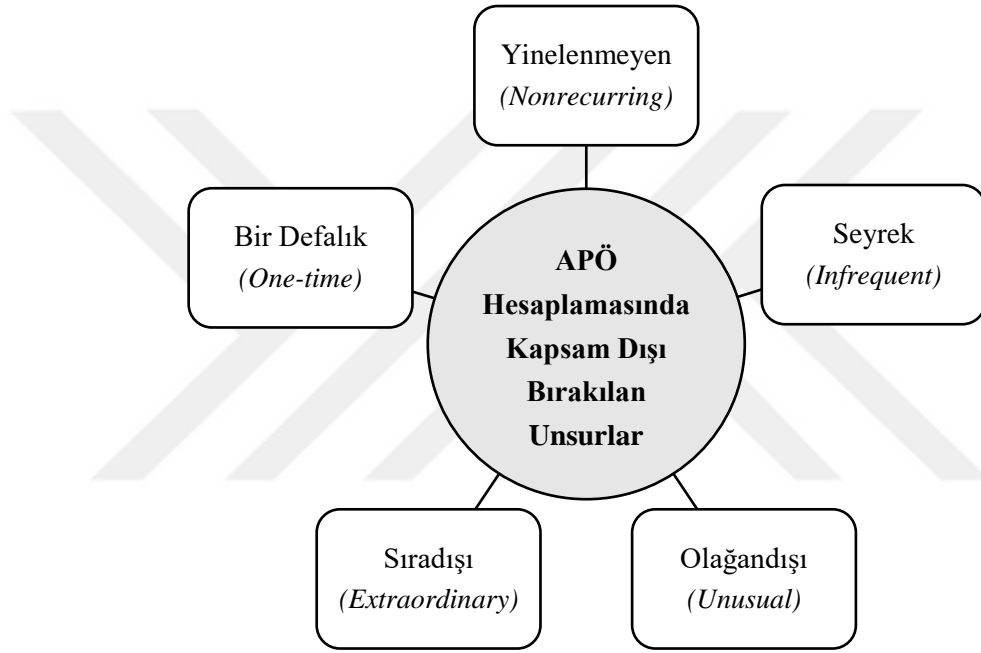 Yinelenmeyen
(Nonrecurring)
Bir Defalık
(One-time)
Seyrek
(Infrequent)
APÖ
Hesaplamasında
Kapsam Dışı
Bırakılan
Unsurlar
Sıradışı
(Extraordinary)
Olağandışı
(Unusual)